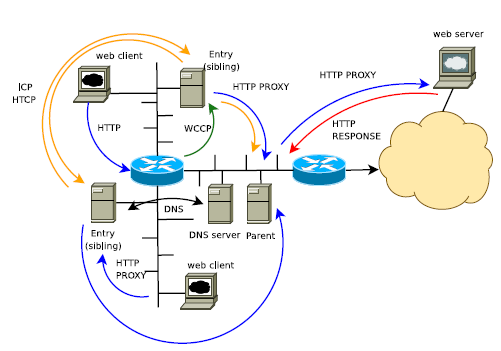 web client
Entry
(sibling)
web server
ICP
HTCP
HTTP PROXY
HTTP PROXY
HTTP
WCCP
HTTP
RESPONSE
DNS
Entry
(sibling)
DNS server
Parent
HTTP
PROXY
web client